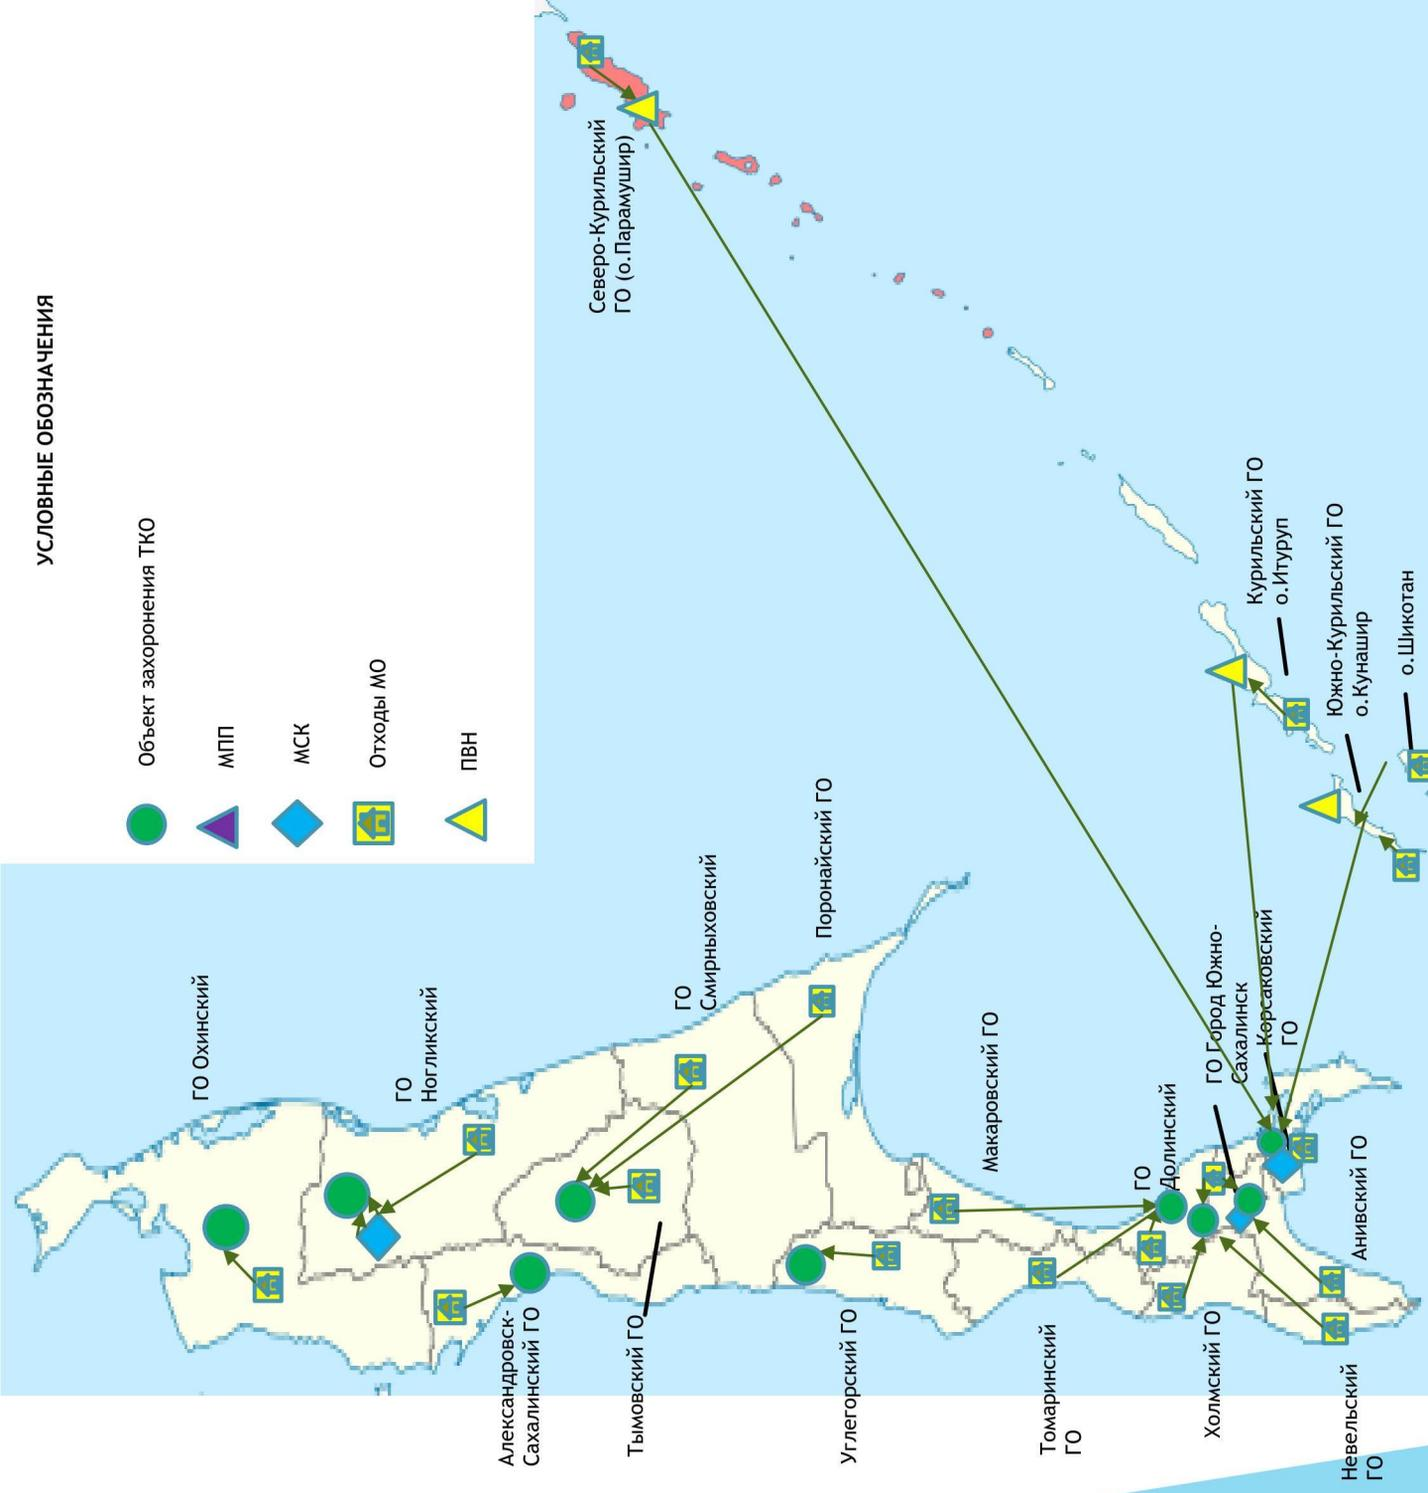 УСЛОВНЫЕ ОБОЗНАЧЕНИЯ
Объект захоронения ТКО
МПП
МСК
Отходы МО
ПВН
Северо-Курильский
ГО (о.Парамушир)
Курильский ГО
о.Итуруп
Южно-Курильский ГО
о.Кунашир
о.Шикотан
ГО Охинский
ГО
Ногликский
ГО
Смирныховский
Поронайский ГО
Макаровский ГО
ГО
Долинский
ГО Город Южно-
Сахалинск
Корсаковский
ГО
Анивский ГО
Александровск-
Сахалинский ГО
Тымовский ГО
Углегорский ГО
Томаринский
ГО
Холмский ГО
Невельский
ГО